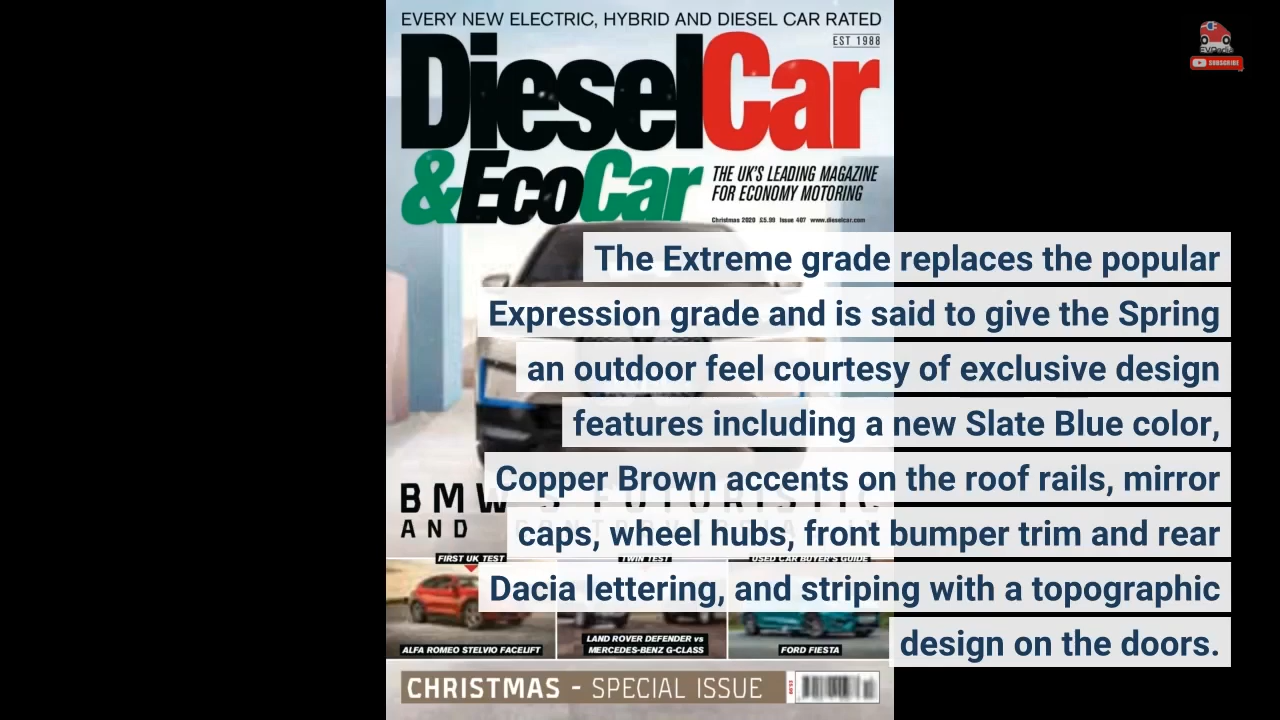 EVERY NEW ELECTRIC, HYBRID AND DIESEL CAR RATED
EST 1988
DieselCar
&EcoCar
THE UK'S LEADING MAGAZINE
FOR ECONOMY MOTORING
Christmas 2020 £5.99 Issue 407 www.dieselcar.com
SUBSCRIBE
The Extreme grade replaces the popular
Expression grade and is said to give the Spring
an outdoor feel courtesy of exclusive design
features including a new Slate Blue color,
Copper Brown accents on the roof rails, mirror
caps, wheel hubs, front bumper trim and rear
Dacia lettering, and striping with a topographic
design on the doors.
BMW'S FUTURISTIC
AND CONTROVERSIAL
FIRST UK TEST
TWIN TEST
USED CAR BUYER'S GUIDE
ALFA ROMEO STELVIO FACELIFT
LAND ROVER DEFENDER vs
MERCEDES-BENZ G-CLASS
FORD FIESTA
CHRISTMAS - SPECIAL ISSUE